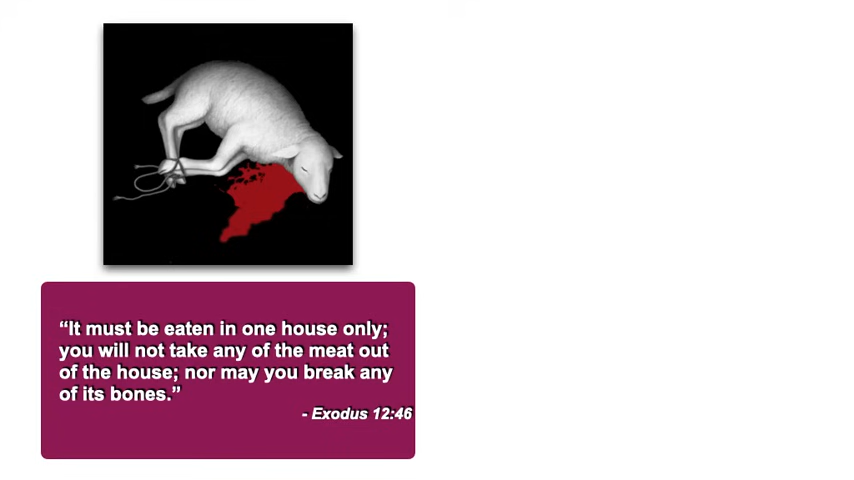 “It must be eaten in one house only;
you will not take any of the meat out
of the house; nor may you break any
of its bones.”
- Exodus 12:46